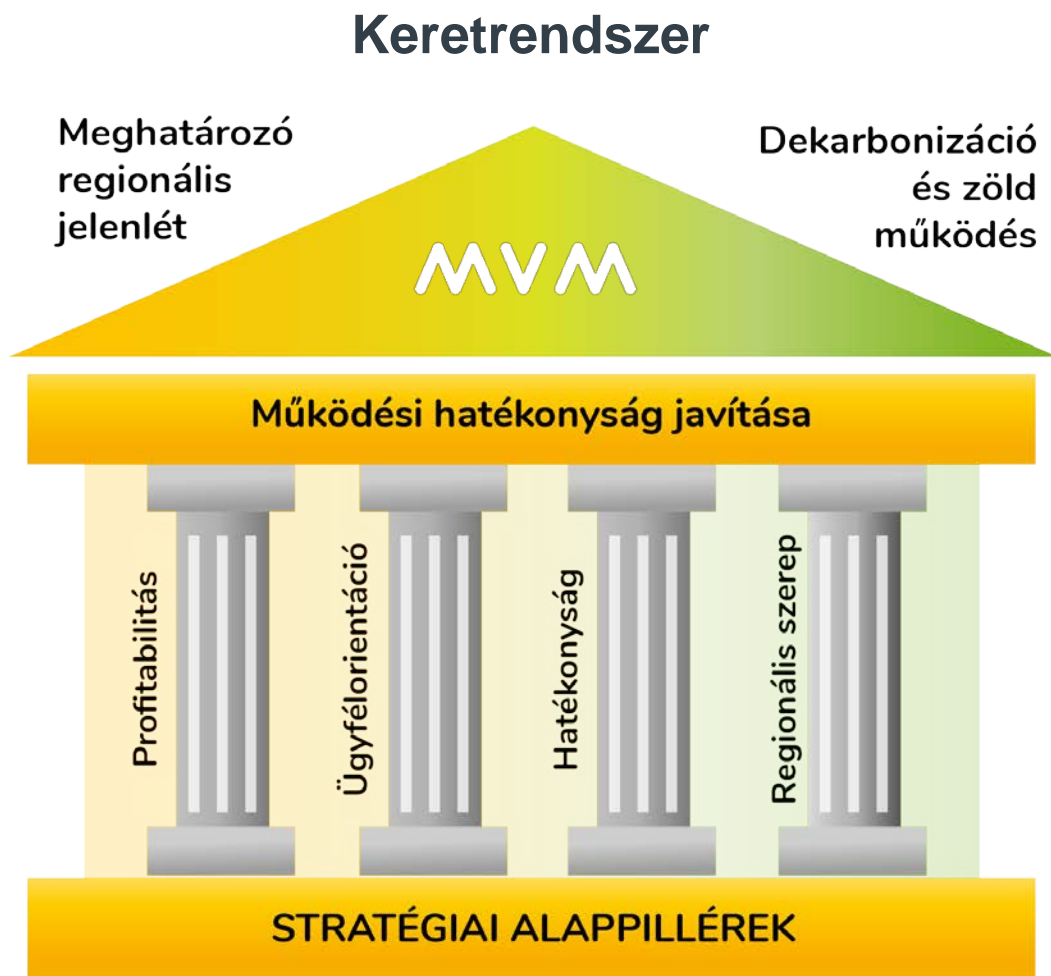 Keretrendszer
Meghatározó
regionális
jelenlét
Dekarbonizáció
és zöld
működés
MVM
Működési hatékonyság javítása
Profitabilitás
Ügyfélorientáció
Hatékonyság
Regionális szerep
STRATÉGIAI ALAPPILLÉREK